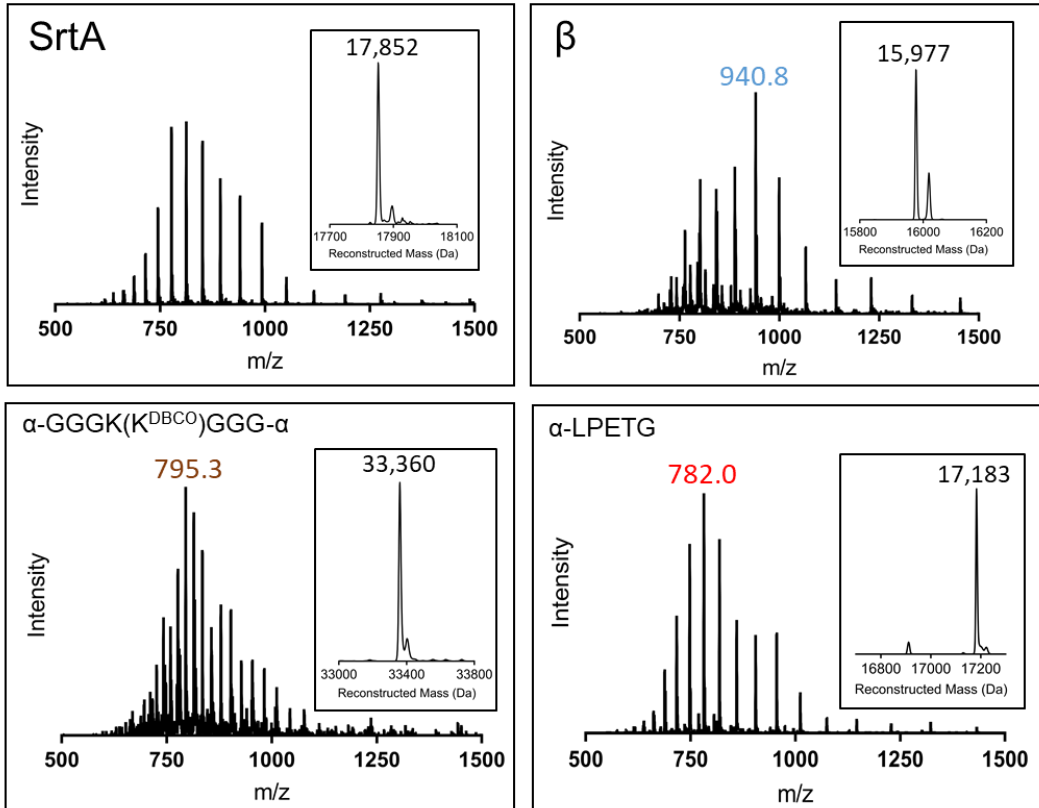 SrtA
17,852
17700 17900 18100
Reconstructed Mass (Da)
Intensity
500 750 1000 1250 1500
m/z
β
940.8
15,977
15800 16000 16200
Reconstructed Mass (Da)
Intensity
500 750 1000 1250 1500
m/z
α-GGGK(K^DBCO)GGG-α
795.3
33,360
33000 33400 33800
Reconstructed Mass (Da)
Intensity
500 750 1000 1250 1500
m/z
α-LPETG
782.0
17,183
16800 17000 17200
Reconstructed Mass (Da)
Intensity
500 750 1000 1250 1500
m/z